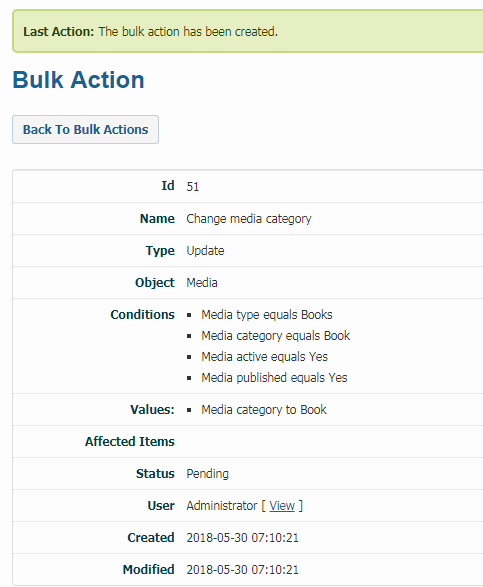 Last Action: The bulk action has been created.
Bulk Action
Back To Bulk Actions
Id 51
Name Change media category
Type Update
Object Media
Conditions ▪ Media type equals Books
▪ Media category equals Book
▪ Media active equals Yes
▪ Media published equals Yes
Values: ▪ Media category to Book
Affected Items
Status Pending
User Administrator [ View ]
Created 2018-05-30 07:10:21
Modified 2018-05-30 07:10:21